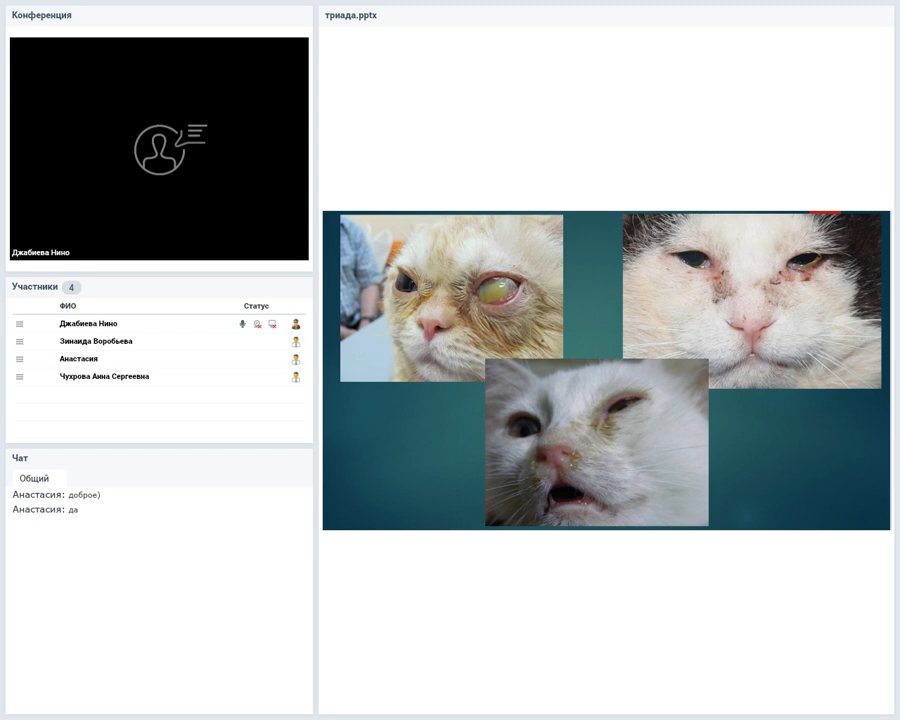 Конференция
Джабиева Нино
Участники 4
ФИО Статус
Джабиева Нино
Зинаида Воробьева
Анастасия
Чухрова Анна Сергеевна
Чат
Общий
Анастасия: доброе)
Анастасия: да
триада.pptx